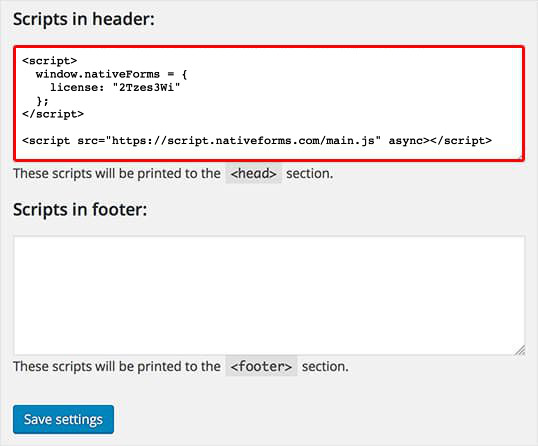 Scripts in header:
<script>
  window.nativeForms = {
    license: "2Tzes3Wi"
  };
</script>

<script src="https://script.nativeforms.com/main.js" async></script>
These scripts will be printed to the <head> section.
Scripts in footer:
These scripts will be printed to the <footer> section.
Save settings